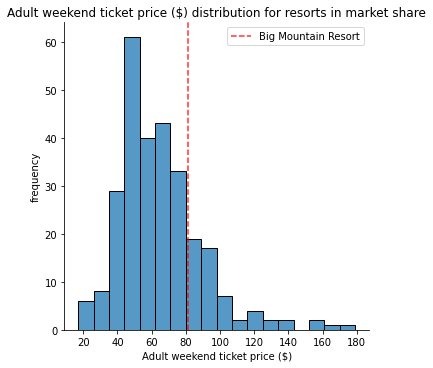 Adult weekend ticket price ($) distribution for resorts in market share
Big Mountain Resort
60
50
40
30
20
10
0
frequency
20 40 60 80 100 120 140 160 180
Adult weekend ticket price ($)